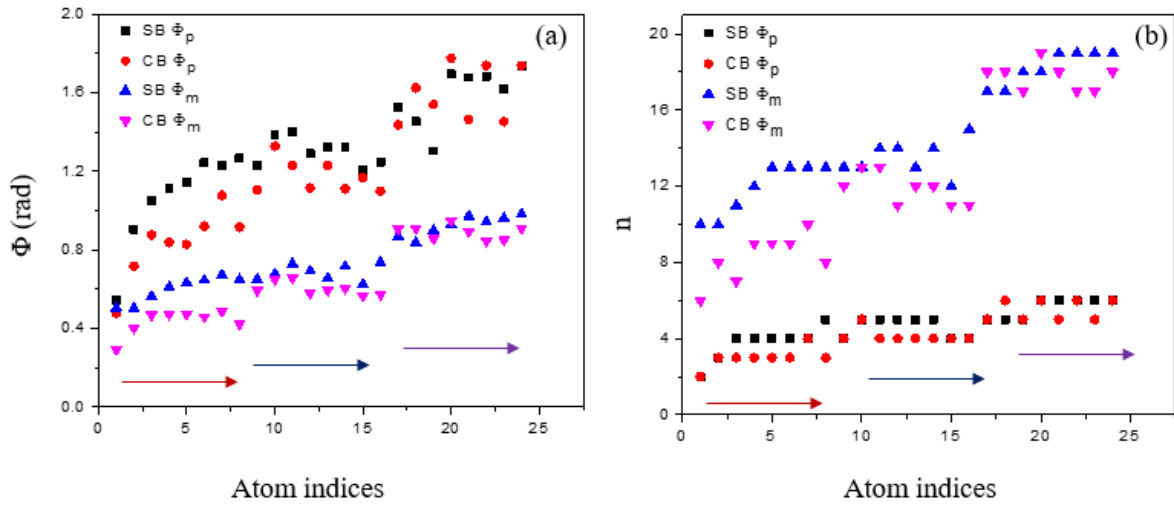 (a)
SB Φp
CB Φp
SB Φm
CB Φm
Φ (rad)
2.0
1.6
1.2
0.8
0.4
0.0
0 5 10 15 20 25
Atom indices
(b)
SB Φp
CB Φp
SB Φm
CB Φm
n
20
16
12
8
4
0
0 5 10 15 20 25
Atom indices